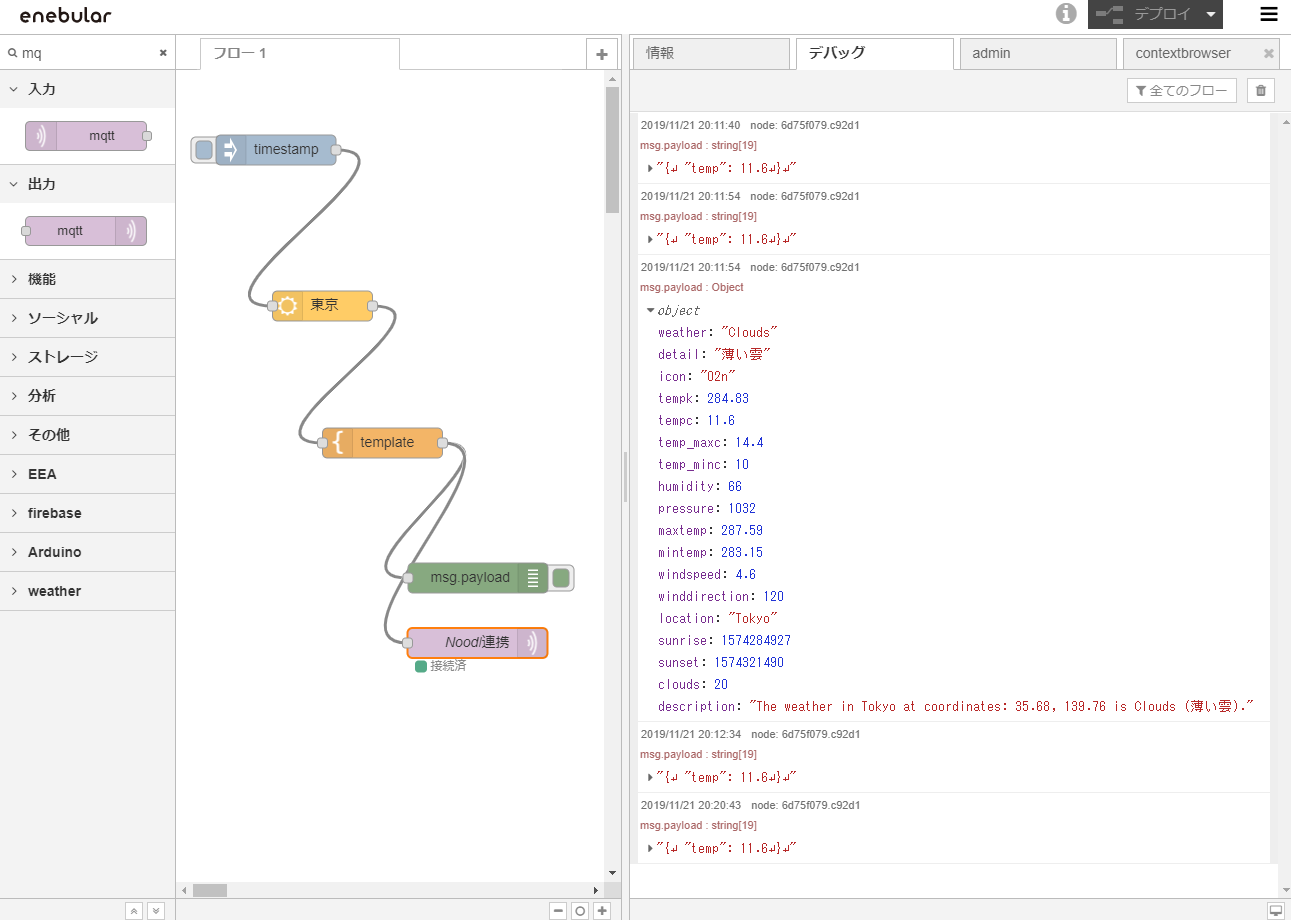 enebular
デプロイ
mq
入力
mqtt
出力
mqtt
機能
ソーシャル
ストレージ
分析
その他
EEA
firebase
Arduino
weather
フロー 1
timestamp
東京
template
msg.payload
Noodl連携
接続済
情報
デバッグ
admin
contextbrowser
全てのフロー
2019/11/21 20:11:40 node: 6d75f079.c92d1
msg.payload : string[19]
"{↵ "temp": 11.6↵}↵"
2019/11/21 20:11:54 node: 6d75f079.c92d1
msg.payload : string[19]
"{↵ "temp": 11.6↵}↵"
2019/11/21 20:11:54 node: 6d75f079.c92d1
msg.payload : Object
object
weather: "Clouds"
detail: "薄い雲"
icon: "02n"
tempk: 284.83
tempc: 11.6
temp_maxc: 14.4
temp_minc: 10
humidity: 66
pressure: 1032
maxtemp: 287.59
mintemp: 283.15
windspeed: 4.6
winddirection: 120
location: "Tokyo"
sunrise: 1574284927
sunset: 1574321490
clouds: 20
description: "The weather in Tokyo at coordinates: 35.68, 139.76 is Clouds (薄い雲)."
2019/11/21 20:12:34 node: 6d75f079.c92d1
msg.payload : string[19]
"{↵ "temp": 11.6↵}↵"
2019/11/21 20:20:43 node: 6d75f079.c92d1
msg.payload : string[19]
"{↵ "temp": 11.6↵}↵"